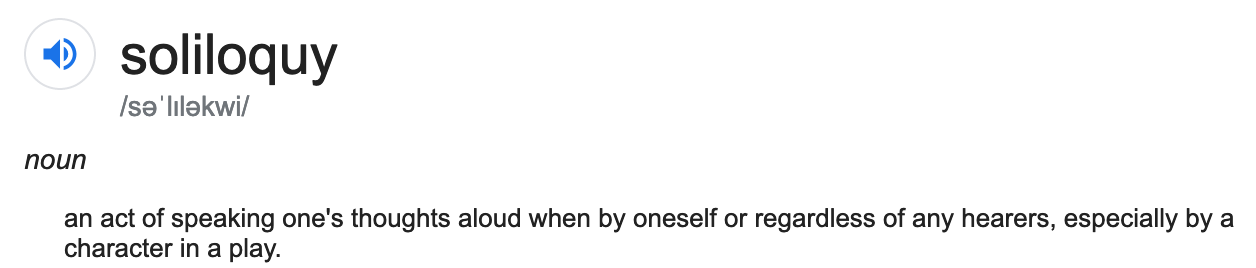 soliloquy
/səˈlɪləkwi/
noun
an act of speaking one's thoughts aloud when by oneself or regardless of any hearers, especially by a
character in a play.